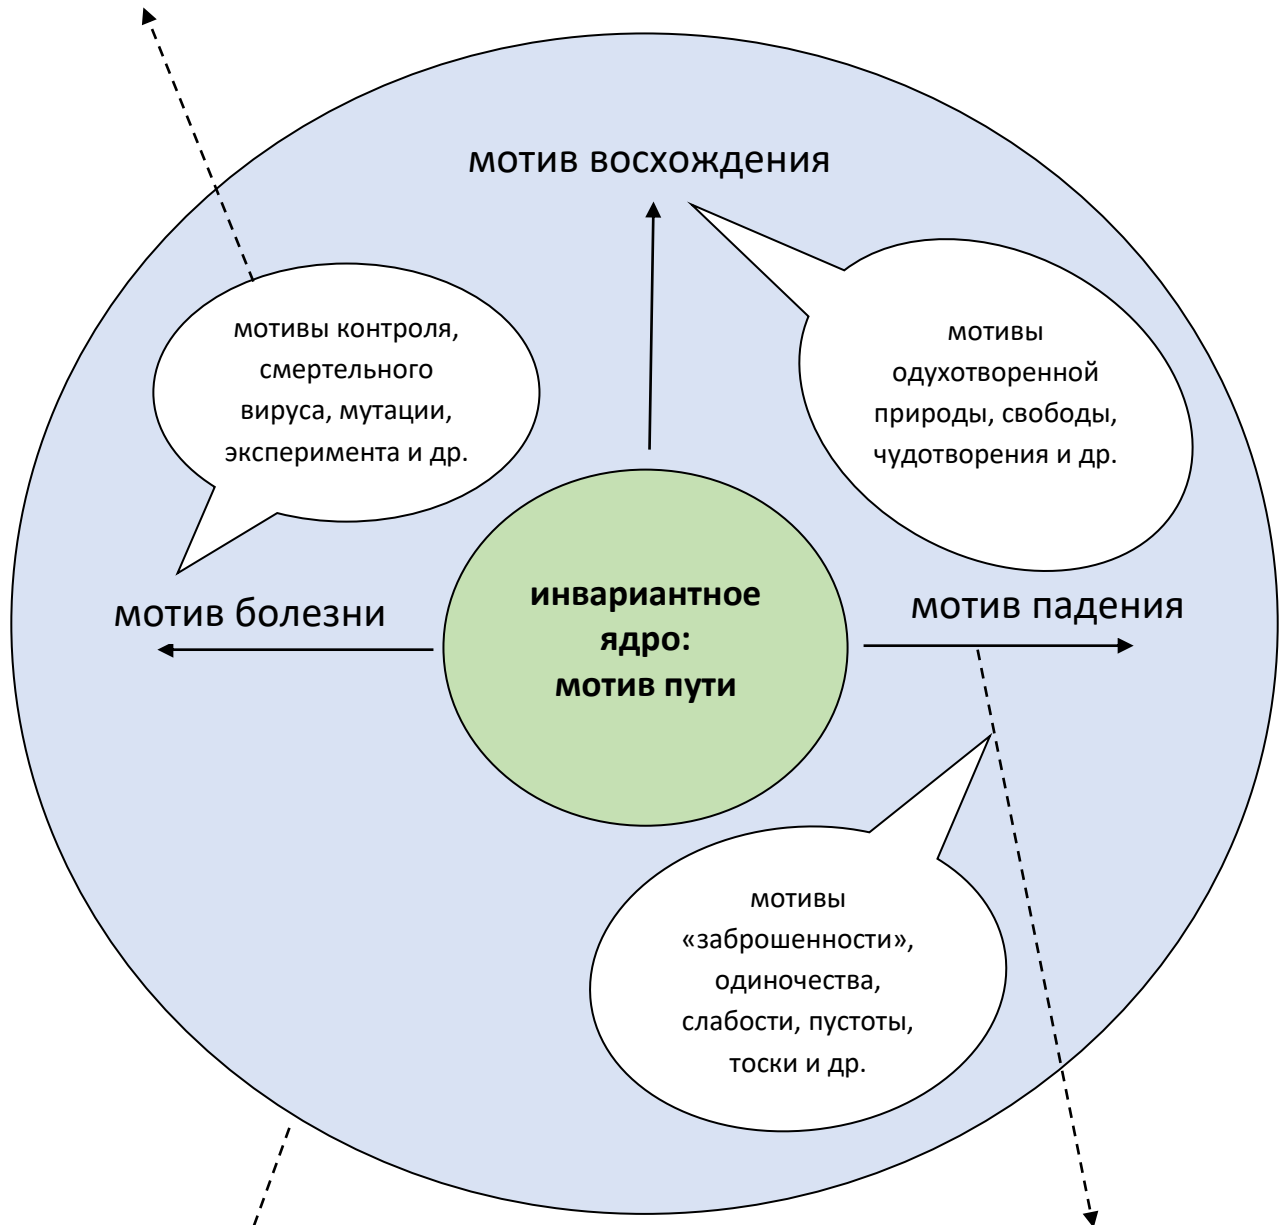 мотив восхождения
мотивы контроля,
смертельного
вируса, мутации,
эксперимента и др.
мотивы
одухотворенной
природы, свободы,
чудотворения и др.
мотив болезни
инвариантное
ядро:
мотив пути
мотив падения
мотивы
«заброшенности»,
одиночества,
слабости, пустоты,
тоски и др.